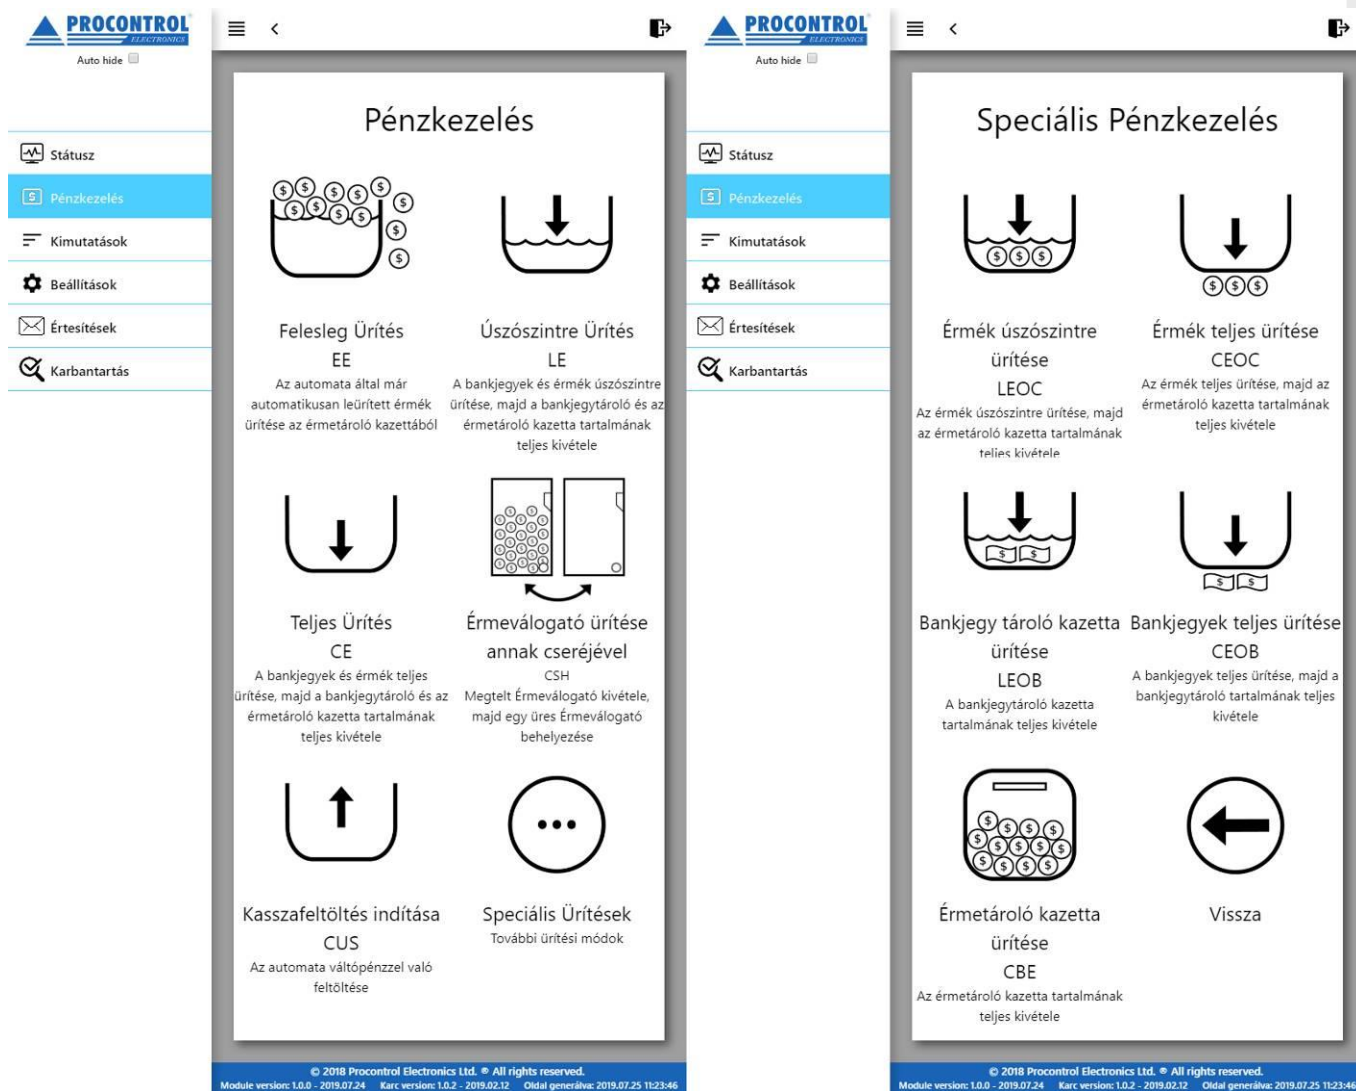 PROCONTROL
ELECTRONICS
Auto hide
Státusz
Pénzkezelés
Kimutatások
Beállítások
Értesítések
Karbantartás
Pénzkezelés
Felesleg Ürítés
EE
Az automata által már
automatikusan leürített érmék
ürítése az érmetároló kazettából
Úszószintre Ürítés
LE
A bankjegyek és érmék úszószintre
ürítése, majd a bankjegytároló és az
érmetároló kazetta tartalmának
teljes kivétele
Teljes Ürítés
CE
A bankjegyek és érmék teljes
ürítése, majd a bankjegytároló és az
érmetároló kazetta tartalmának
teljes kivétele
Érmeválogató ürítése
annak cseréjével
CSH
Megtelt Érmeválogató kivétele,
majd egy üres Érmeválogató
behelyezése
Kasszafeltöltés indítása
CUS
Az automata váltópénzzel való
feltöltése
Speciális Ürítések
További ürítési módok
© 2018 Procontrol Electronics Ltd. ® All rights reserved.
Module version: 1.0.0 - 2019.07.24 Karc version: 1.0.2 - 2019.02.12 Oldal generálva: 2019.07.25 11:23:46
PROCONTROL
ELECTRONICS
Auto hide
Státusz
Pénzkezelés
Kimutatások
Beállítások
Értesítések
Karbantartás
Speciális Pénzkezelés
Érmék úszószintre
ürítése
LEOC
Az érmék úszószintre ürítése, majd
az érmetároló kazetta tartalmának
teljes kivétele
Érmék teljes ürítése
CEOC
Az érmék teljes ürítése, majd az
érmetároló kazetta tartalmának
teljes kivétele
Bankjegy tároló kazetta
ürítése
LEOB
A bankjegytároló kazetta
tartalmának teljes kivétele
Bankjegyek teljes ürítése
CEOB
A bankjegyek teljes ürítése, majd a
bankjegytároló tartalmának teljes
kivétele
Érmetároló kazetta
ürítése
CBE
Az érmetároló kazetta tartalmának
teljes kivétele
Vissza
© 2018 Procontrol Electronics Ltd. ® All rights reserved.
Module version: 1.0.0 - 2019.07.24 Karc version: 1.0.2 - 2019.02.12 Oldal generálva: 2019.07.25 11:23:46